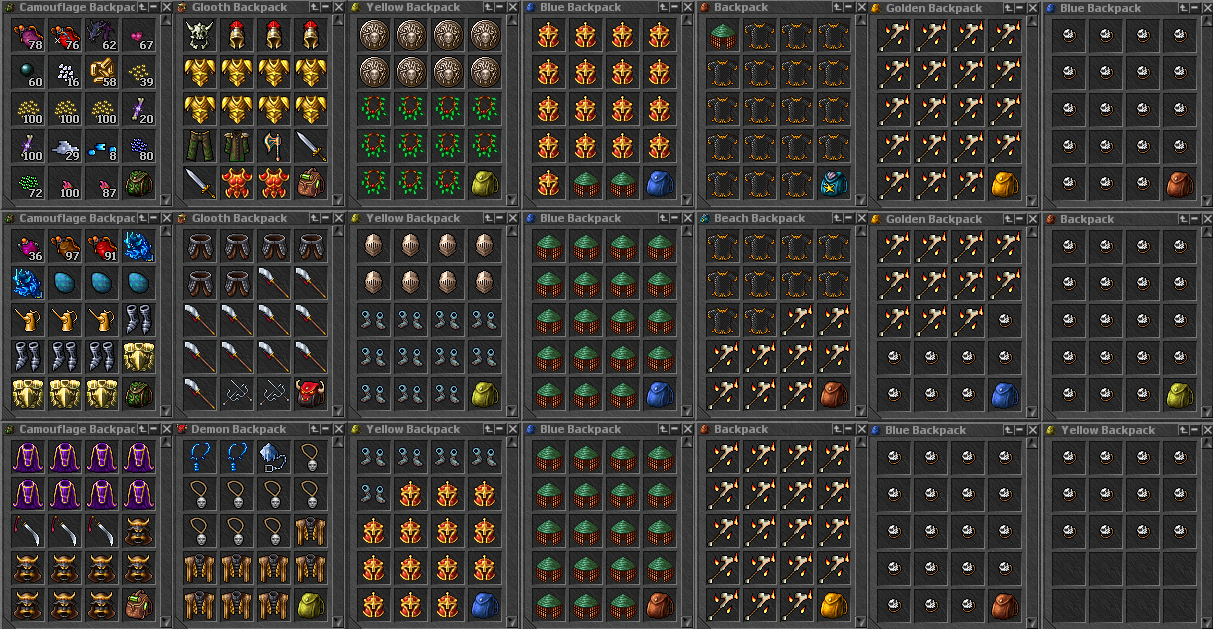 Camouflage Backpac
Glooth Backpack
Yellow Backpack
Blue Backpack
Backpack
Golden Backpack
Blue Backpack
78 76 62 67
60 16 58 39
100 100 100 20
100 29 8 80
72 100 87
Camouflage Backpac
Glooth Backpack
Yellow Backpack
Blue Backpack
Beach Backpack
Golden Backpack
Backpack
36 97 91
Camouflage Backpac
Demon Backpack
Yellow Backpack
Blue Backpack
Backpack
Blue Backpack
Yellow Backpack